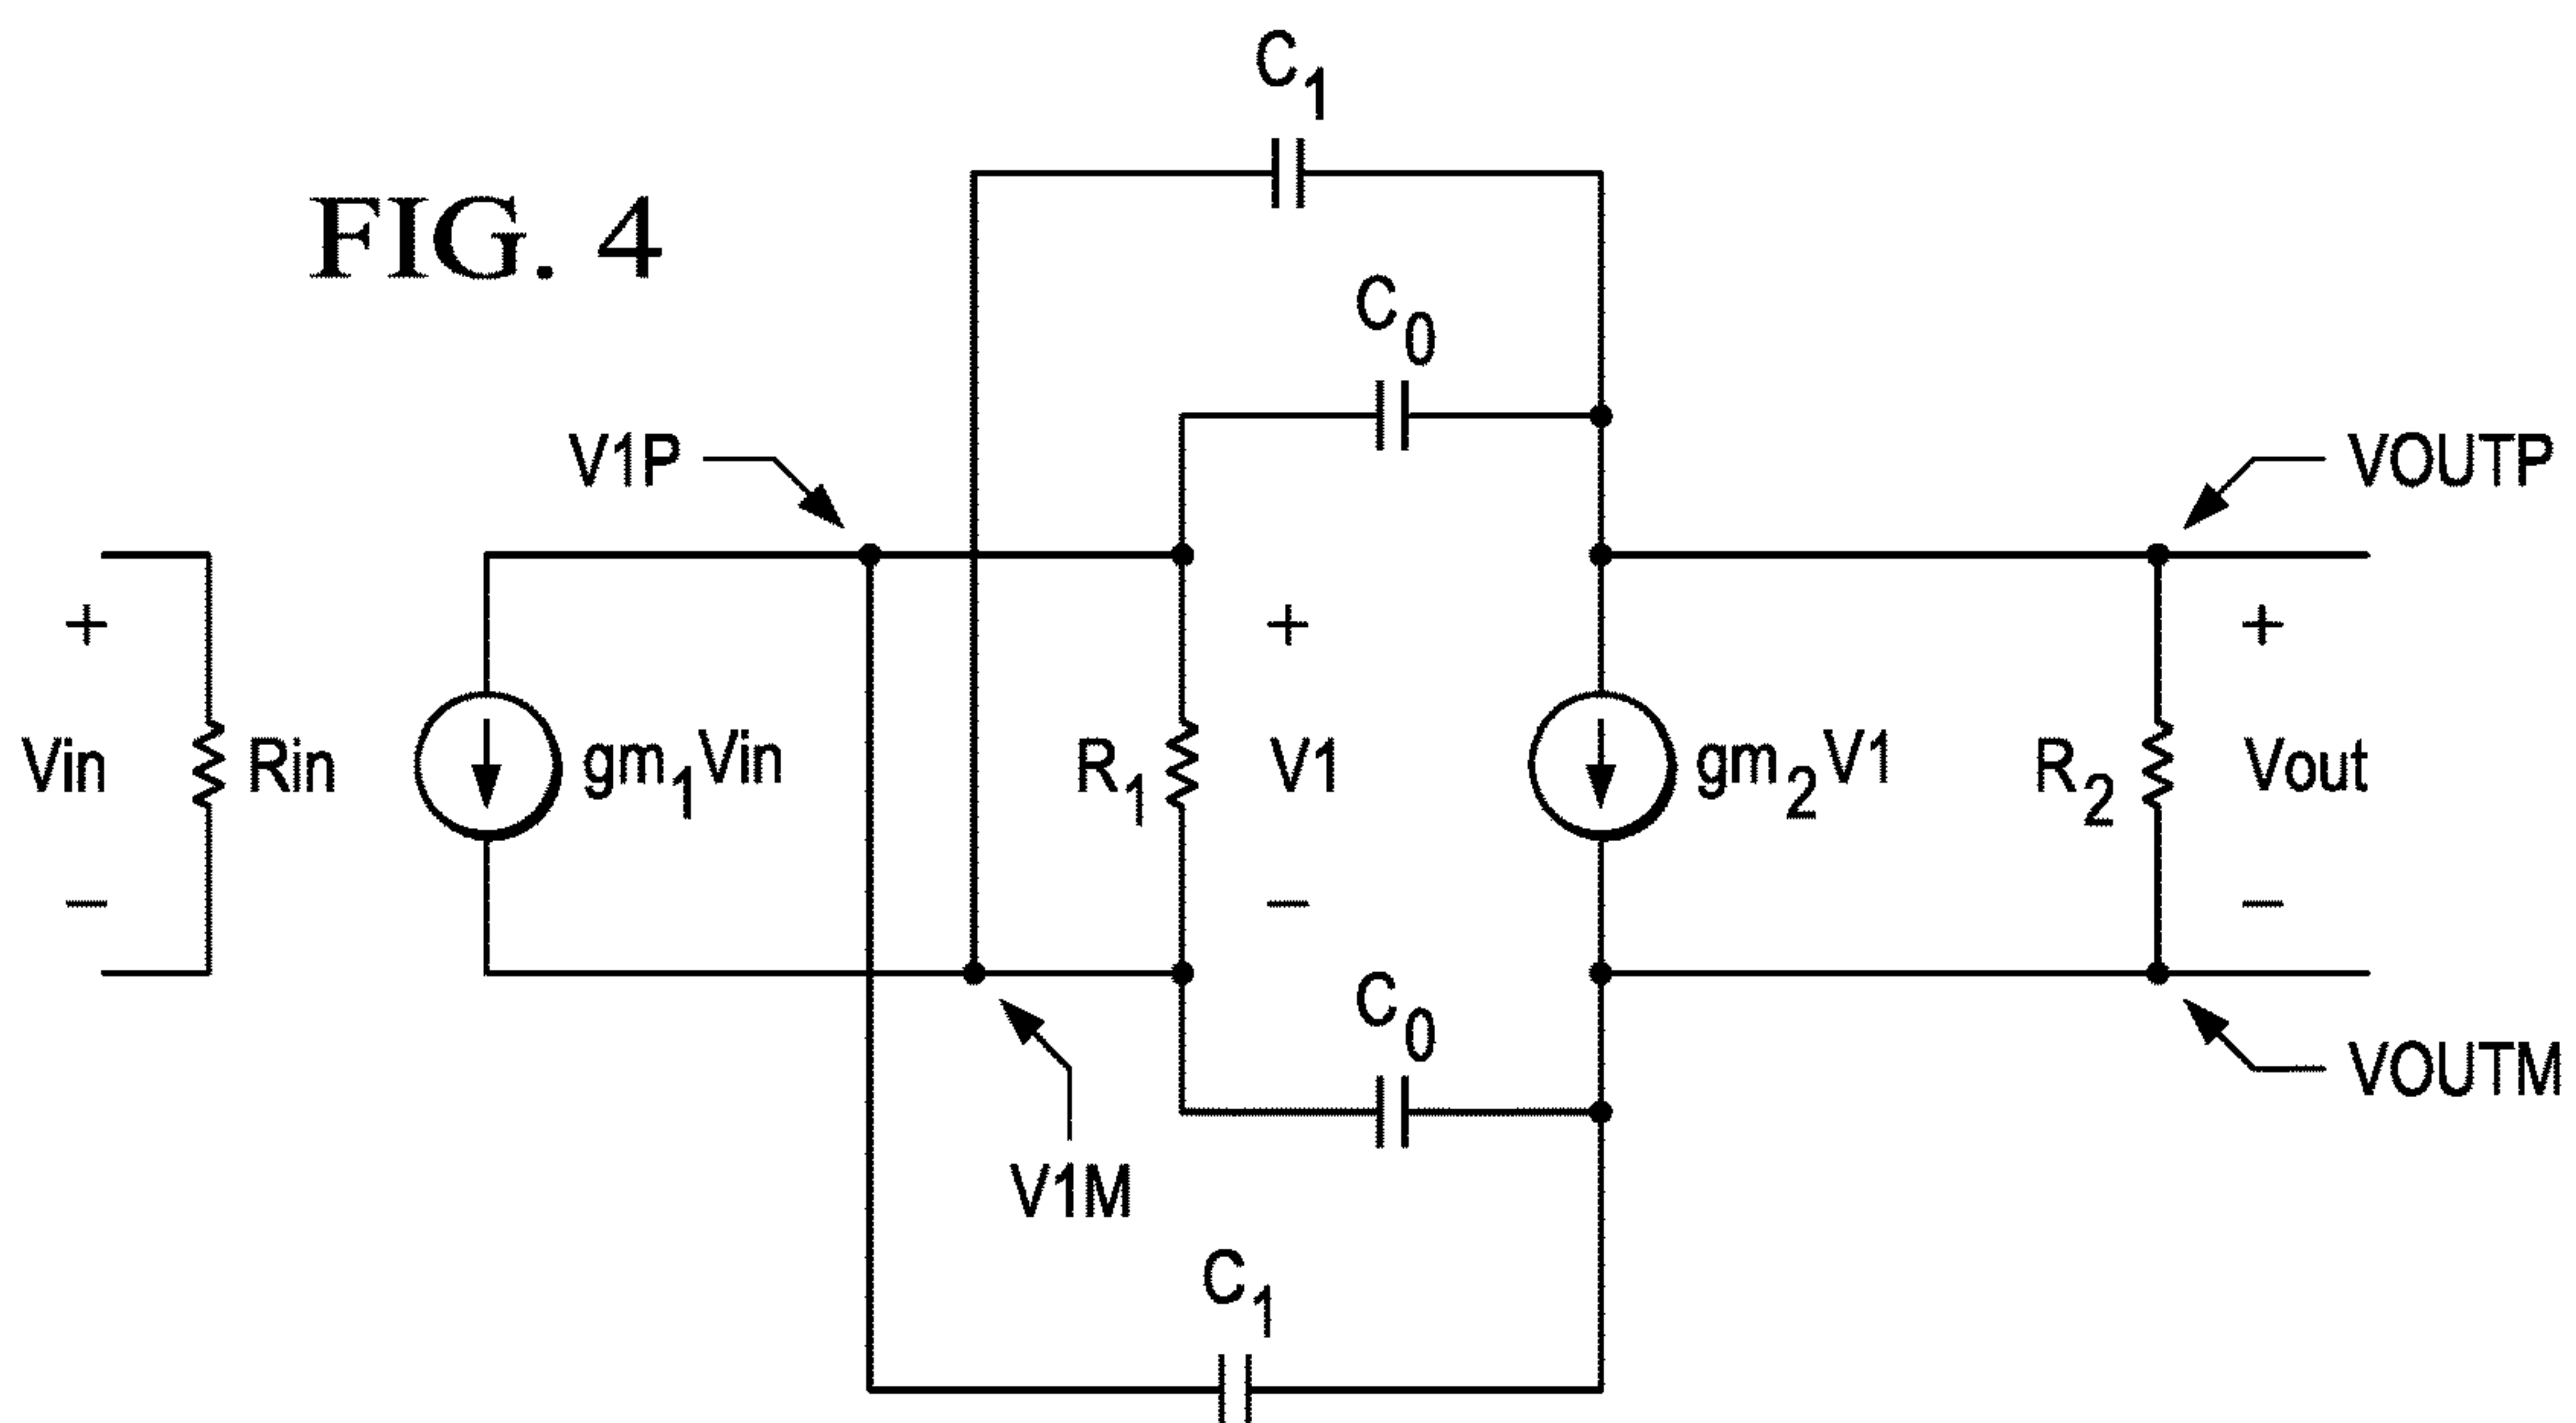 C1
FIG. 4
C0
V1P
VOUTP
+ + +
Vin Rin gm1Vin R1 V1 gm2V1 R2 Vout
− − −
C0
V1M
VOUTM
C1